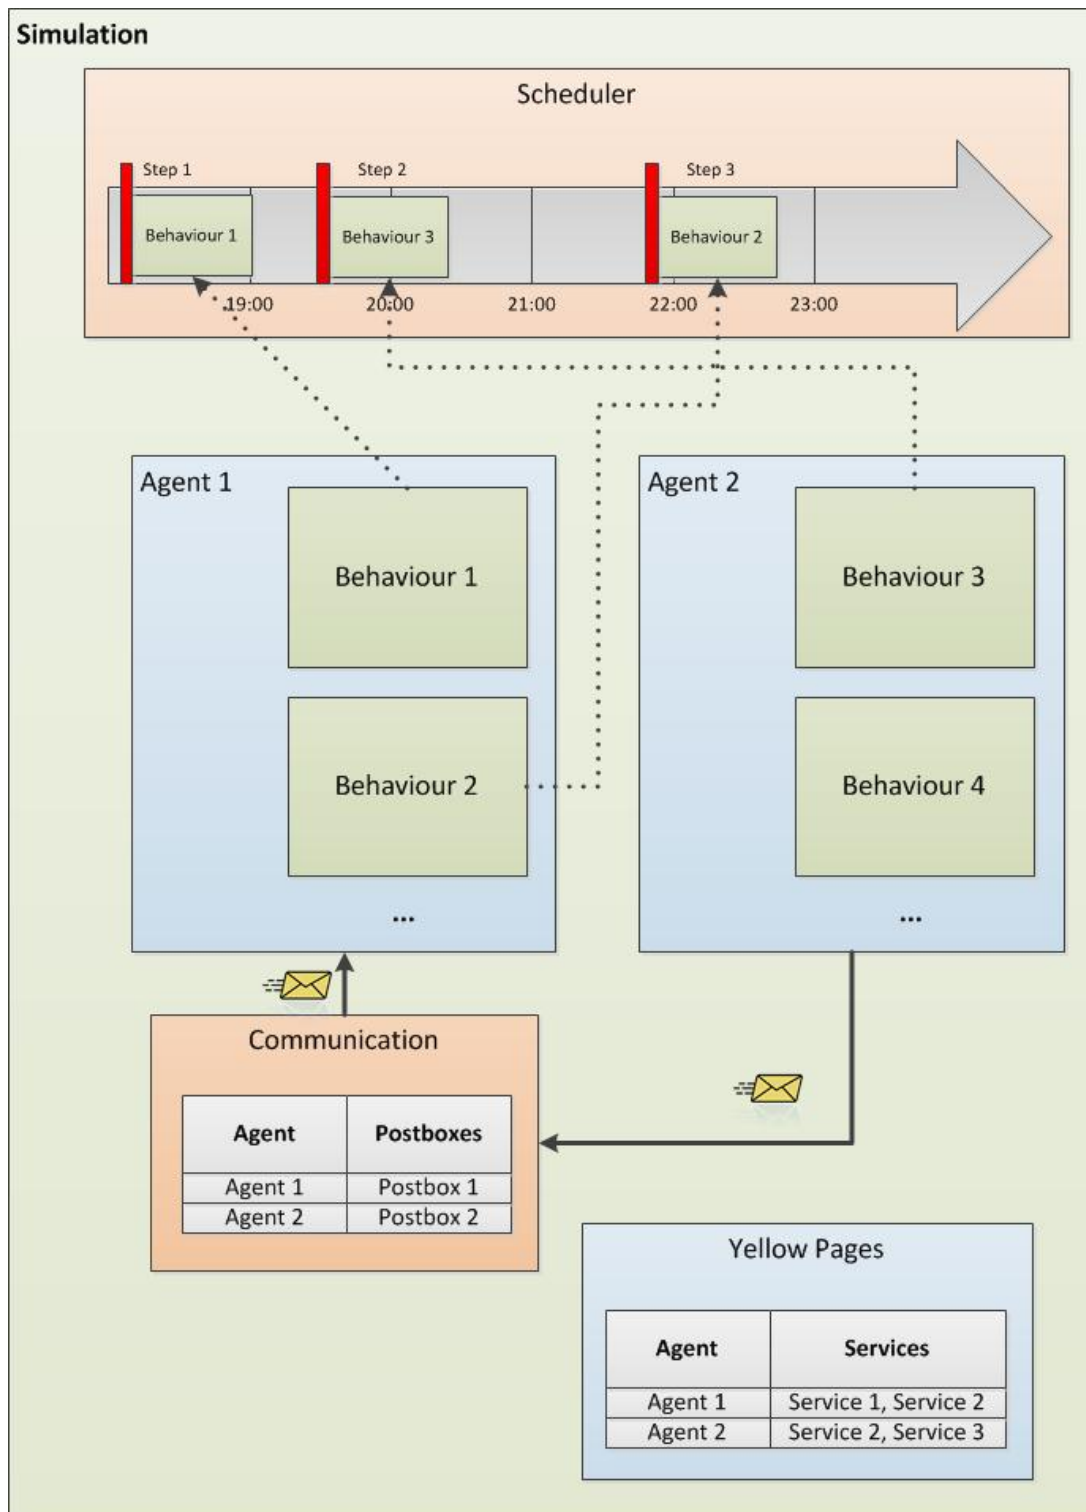 Simulation
Scheduler
Step 1 Step 2 Step 3
Behaviour 1 Behaviour 3 Behaviour 2
19:00 20:00 21:00 22:00 23:00
Agent 1 Agent 2
Behaviour 1 Behaviour 3
Behaviour 2 Behaviour 4
... ...
Communication
Agent Postboxes
Agent 1 Postbox 1
Agent 2 Postbox 2
Yellow Pages
Agent Services
Agent 1 Service 1, Service 2
Agent 2 Service 2, Service 3